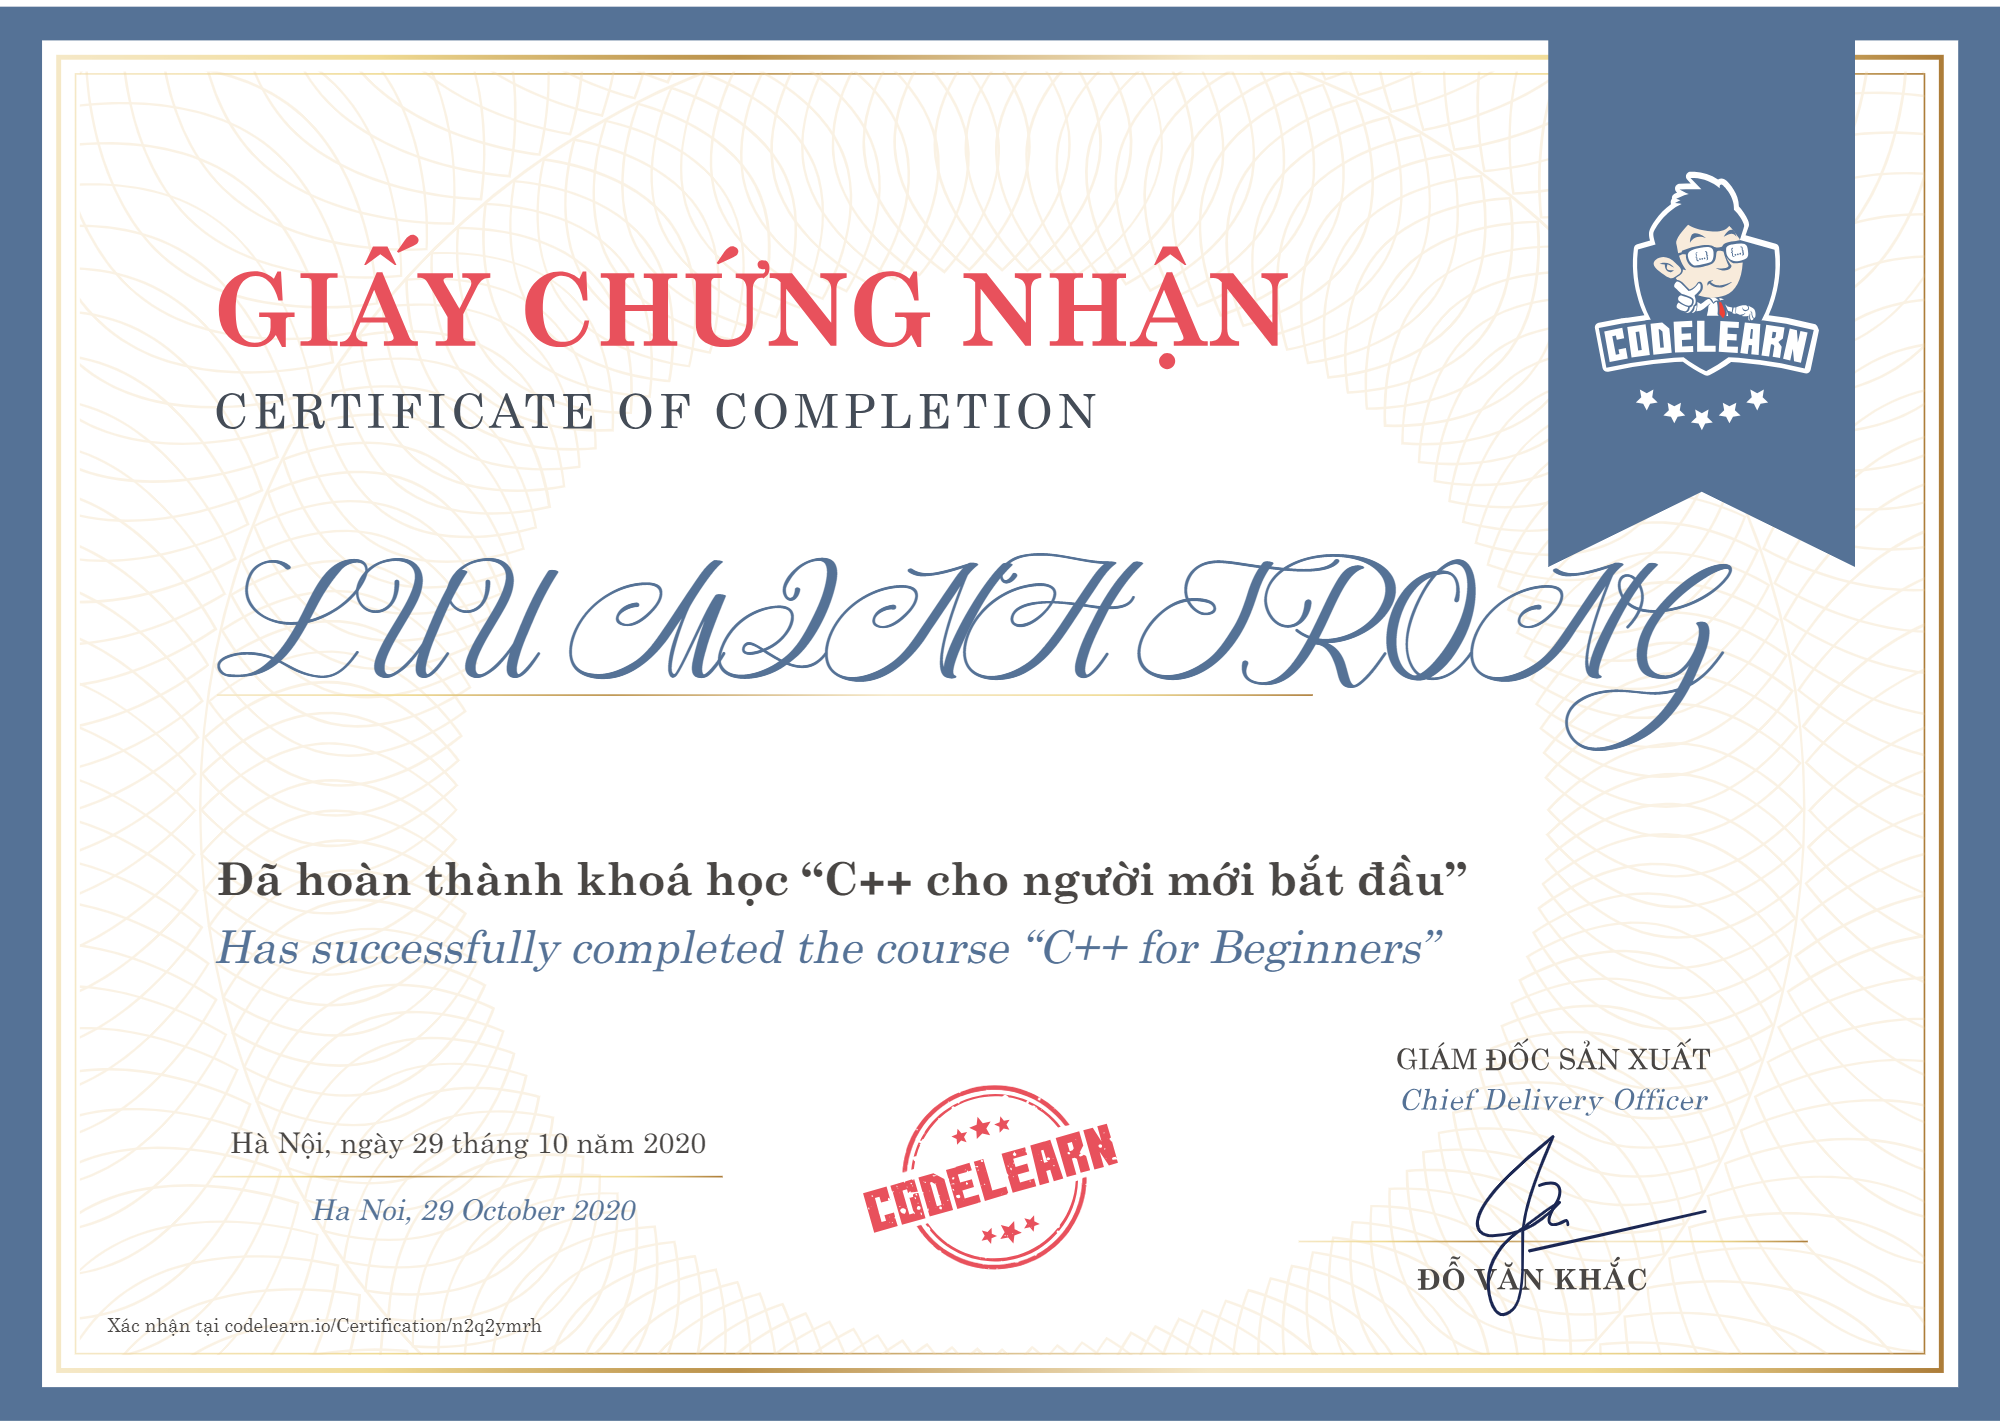 GIẤY CHỨNG NHẬN
CERTIFICATE OF COMPLETION
CODELEARN
LUU MINH TRONG
Đã hoàn thành khoá học “C++ cho người mới bắt đầu”
Has successfully completed the course “C++ for Beginners”
GIÁM ĐỐC SẢN XUẤT
Chief Delivery Officer
Hà Nội, ngày 29 tháng 10 năm 2020
Ha Noi, 29 October 2020
CODELEARN
ĐỖ VĂN KHẮC
Xác nhận tại codelearn.io/Certification/n2q2ymrh